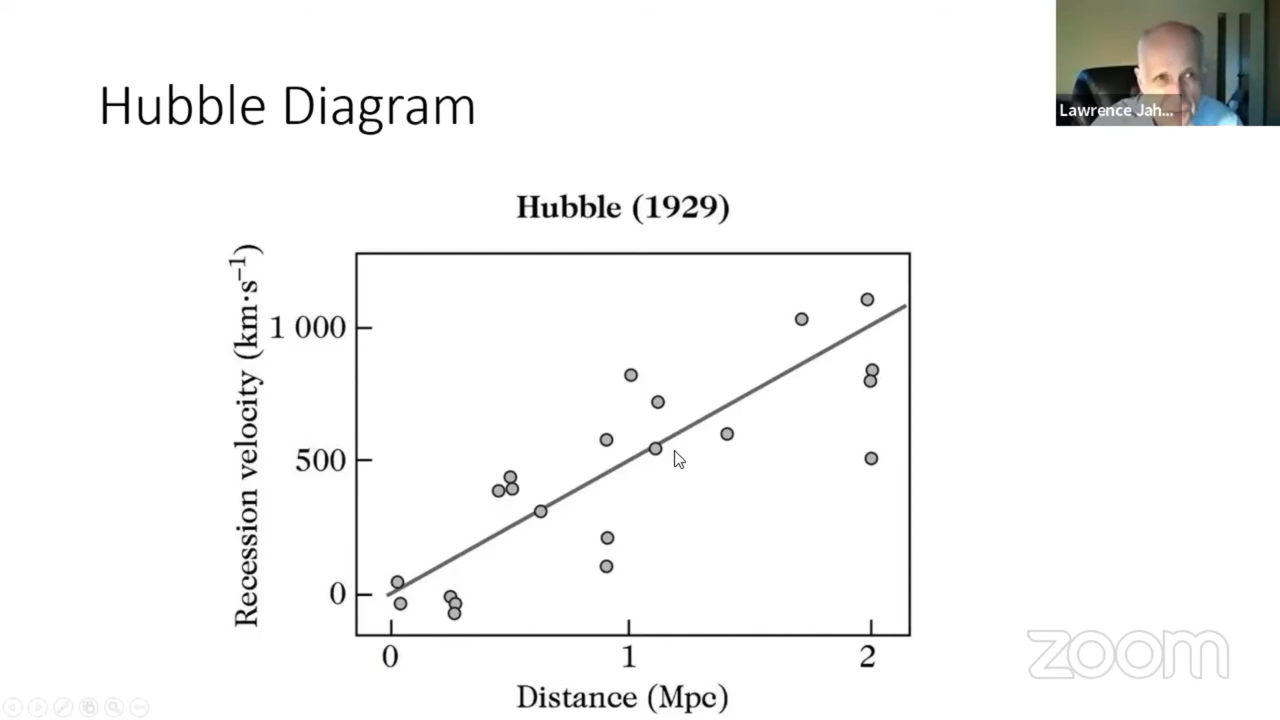 Hubble Diagram
Lawrence Jah...
Hubble (1929)
Recession velocity (km·s⁻¹)
1 000
500
0
0 1 2
Distance (Mpc)
zoom